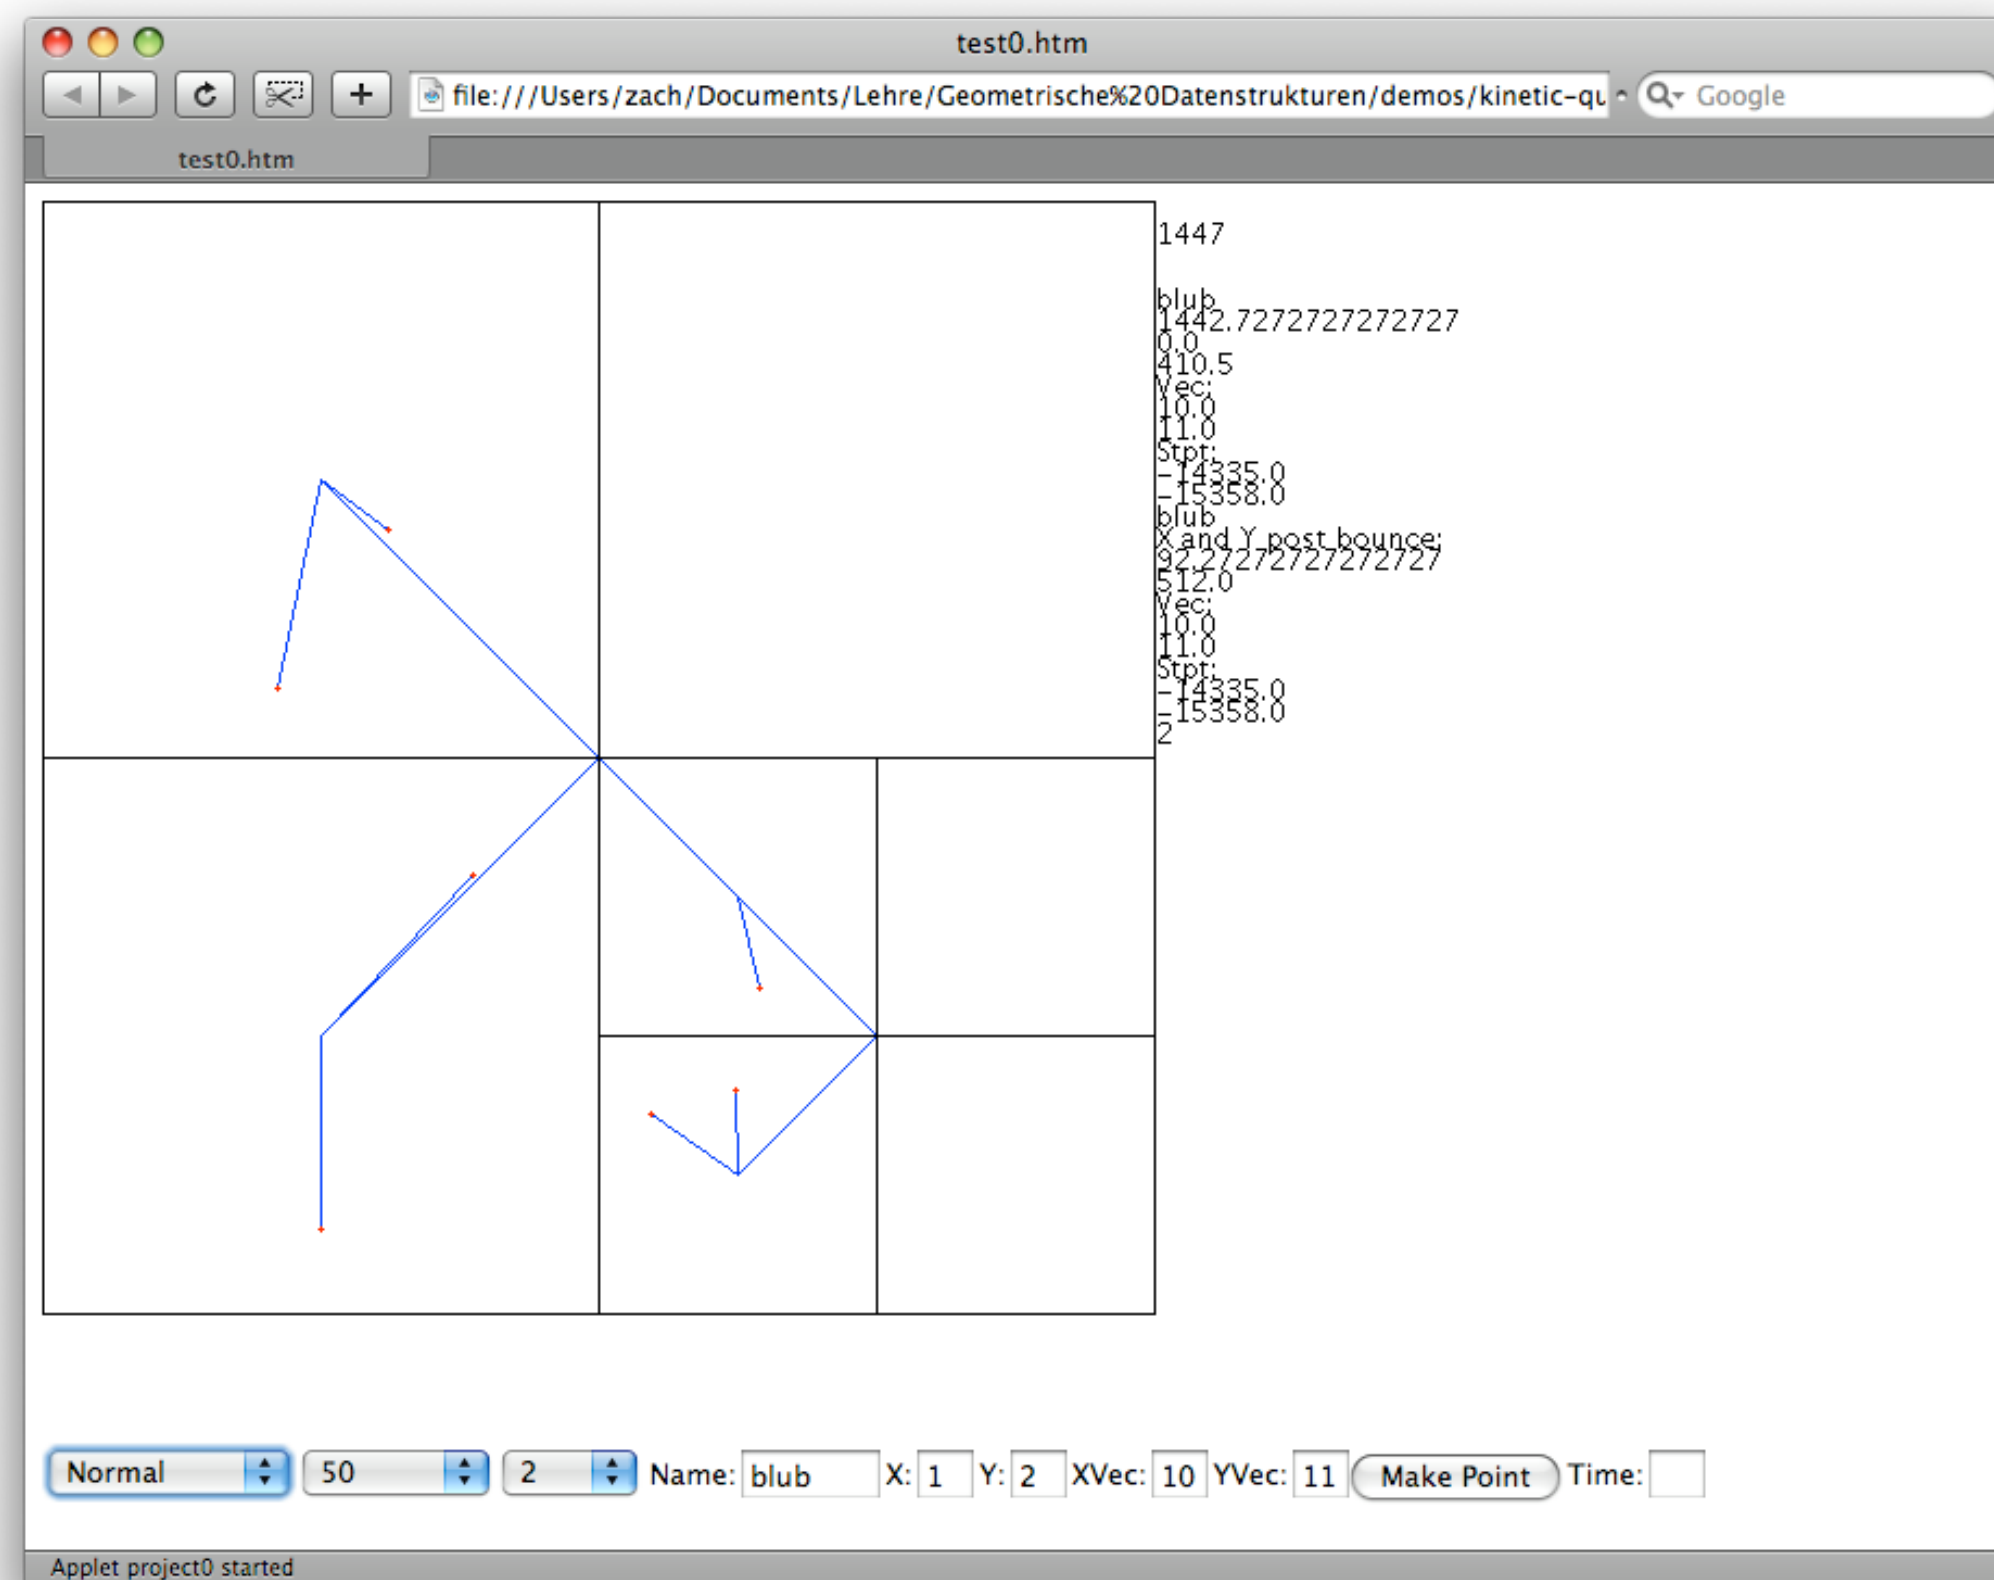 test0.htm
file:///Users/zach/Documents/Lehre/Geometrische%20Datenstrukturen/demos/kinetic-qu
Google
test0.htm
1447
blub
1442.7272727272727
0.0
410.5
Vec:
10.0
11.0
Stpt:
-14335.0
-15358.0
blub
X and Y post bounce:
92.27272727272727
512.0
Vec:
10.0
11.0
Stpt:
-14335.0
-15358.0
2
Normal 50 2 Name: blub X: 1 Y: 2 XVec: 10 YVec: 11 Make Point Time:
Applet project0 started